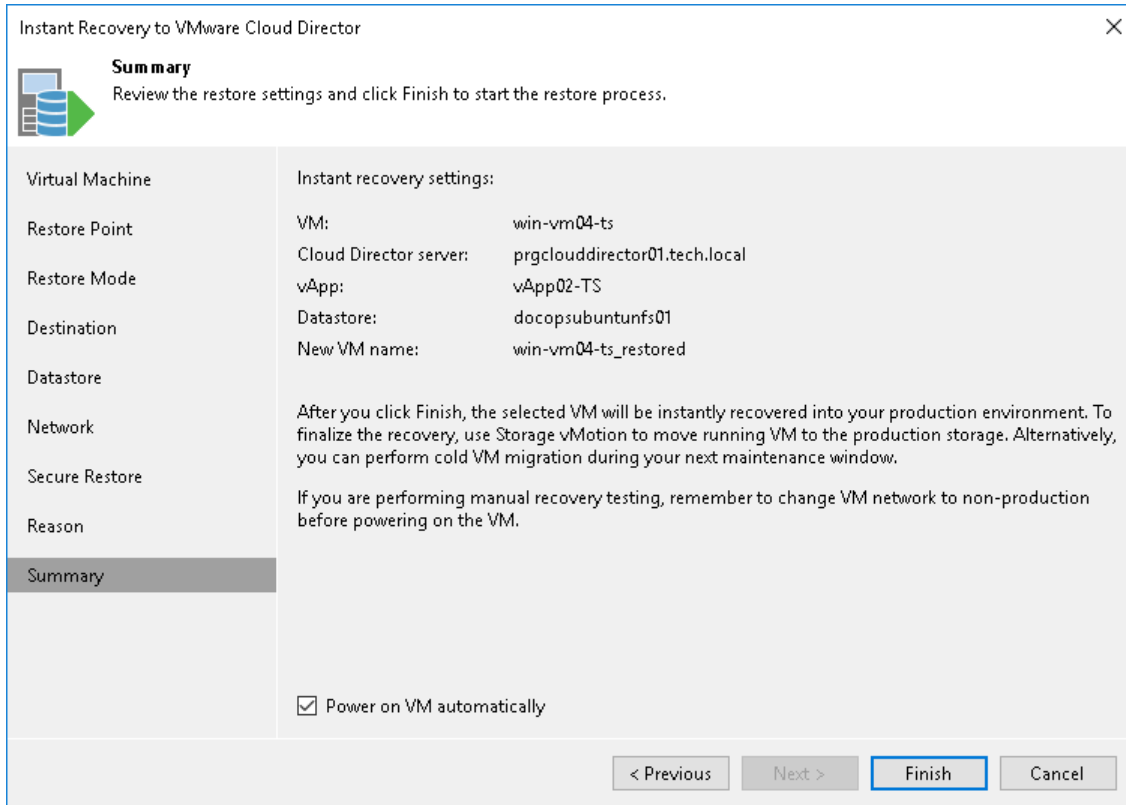 Instant Recovery to VMware Cloud Director
Summary
Review the restore settings and click Finish to start the restore process.
Virtual Machine
Restore Point
Restore Mode
Destination
Datastore
Network
Secure Restore
Reason
Summary
Instant recovery settings:
VM: win-vm04-ts
Cloud Director server: prgclouddirector01.tech.local
vApp: vApp02-TS
Datastore: docopsubuntunfs01
New VM name: win-vm04-ts_restored
After you click Finish, the selected VM will be instantly recovered into your production environment. To
finalize the recovery, use Storage vMotion to move running VM to the production storage. Alternatively,
you can perform cold VM migration during your next maintenance window.
If you are performing manual recovery testing, remember to change VM network to non-production
before powering on the VM.
Power on VM automatically
< Previous
Next >
Finish
Cancel